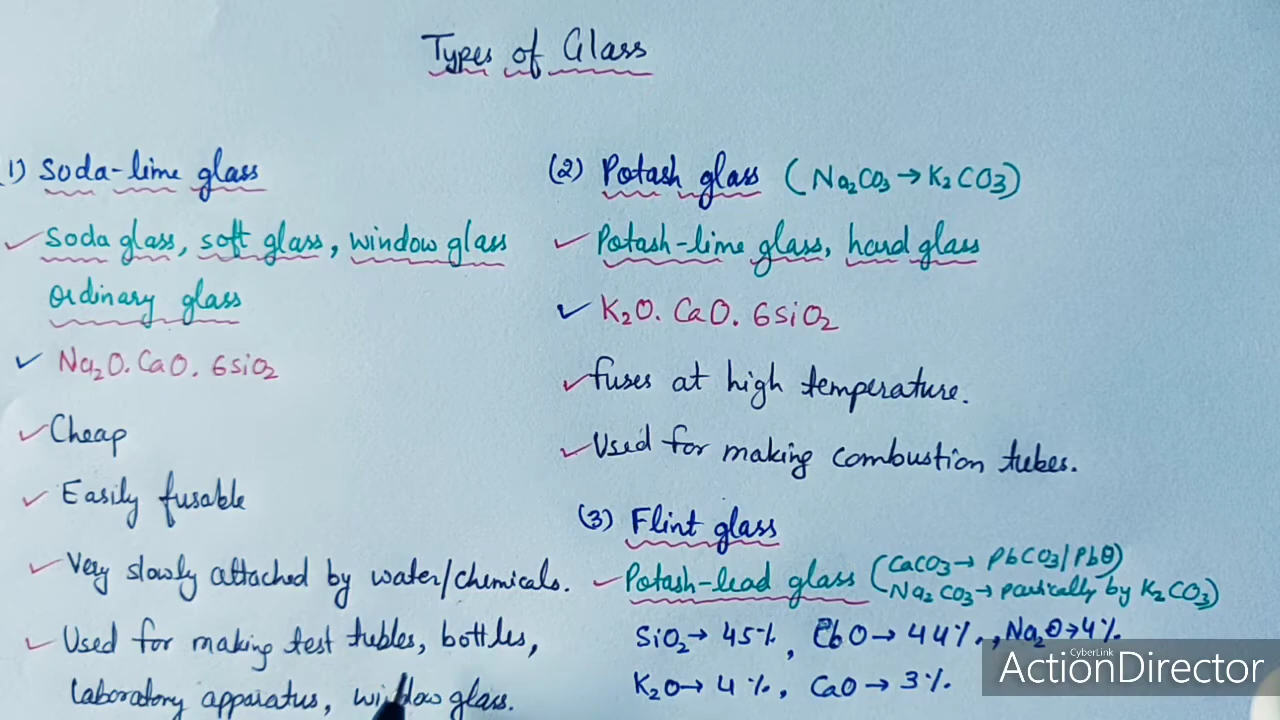 Types of Glass
1) Soda-lime glass
Soda glass, soft glass, window glass
ordinary glass
Na2O.CaO.6SiO2
Cheap
Easily fusable
Very slowly attached by water/chemicals.
Used for making test tubles, bottles,
laboratory apparatus, window glass.
(2) Potash glass (Na2CO3→K2CO3)
Potash-lime glass, hard glass
K2O.CaO.6SiO2
fuses at high temperature.
Used for making combustion tubes.
(3) Flint glass
Potash-lead glass (CaCO3→PbCO3/PbO)
Na2CO3→partically by K2CO3)
SiO2→45%, PbO→44%, Na2O→4%.
K2O→4%, CaO→3%.
CyberLink
ActionDirector